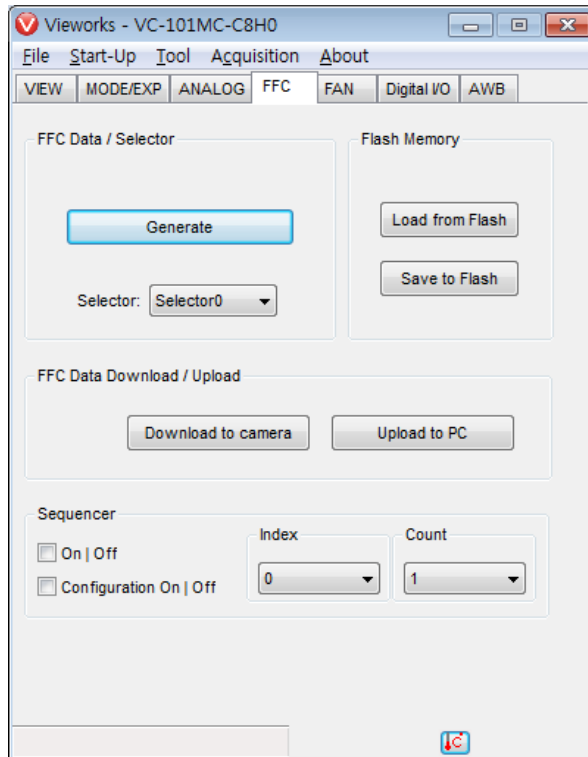 Vieworks - VC-101MC-C8H0
File Start-Up Tool Acquisition About
VIEW MODE/EXP ANALOG FFC FAN Digital I/O AWB
FFC Data / Selector
Generate
Selector: Selector0
Flash Memory
Load from Flash
Save to Flash
FFC Data Download / Upload
Download to camera Upload to PC
Sequencer
On | Off
Configuration On | Off
Index
0
Count
1
C